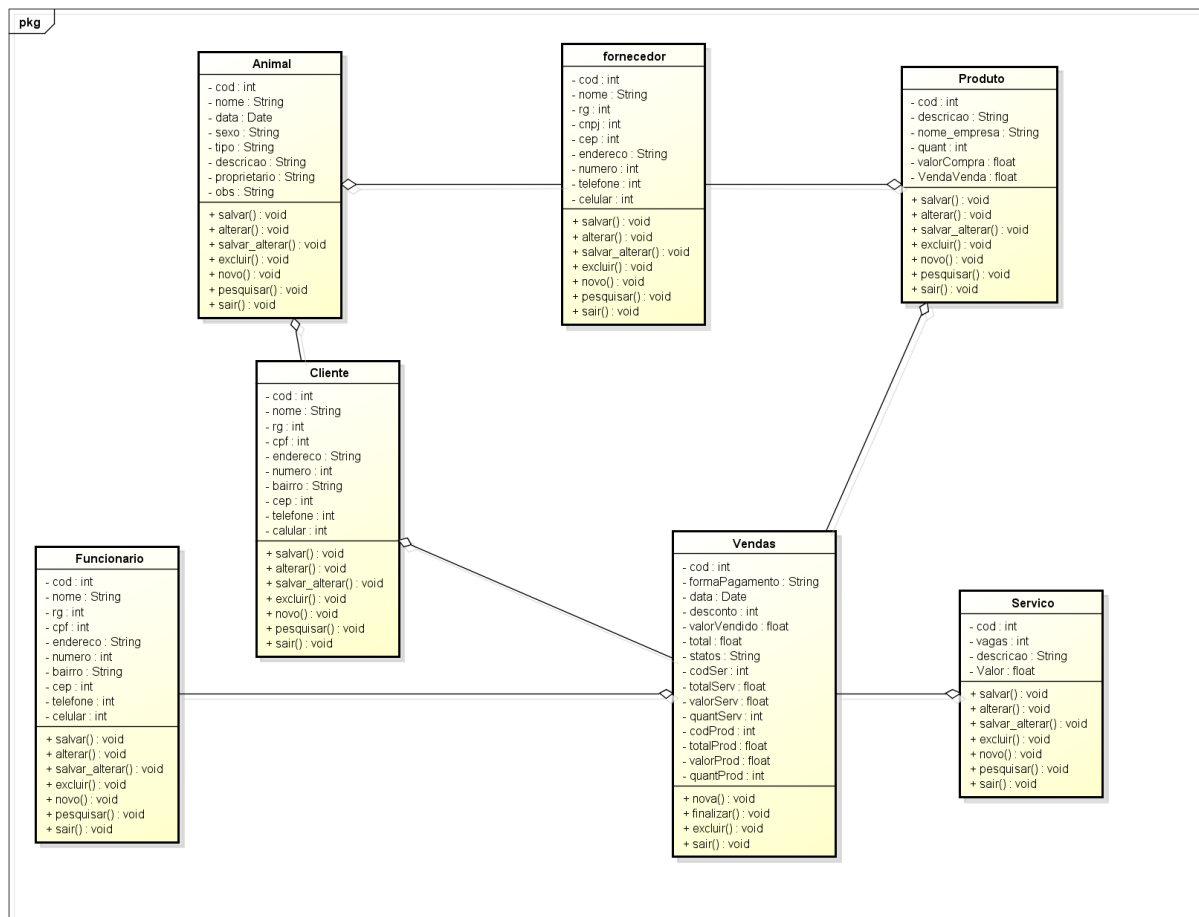 pkg
Animal
- cod : int
- nome : String
- data : Date
- sexo : String
- tipo : String
- descricao : String
- proprietario : String
- obs : String
+ salvar() : void
+ alterar() : void
+ salvar_alterar() : void
+ excluir() : void
+ novo() : void
+ pesquisar() : void
+ sair() : void
fornecedor
- cod : int
- nome : String
- rg : int
- cnpj : int
- cep : int
- endereco : String
- numero : int
- telefone : int
- celular : int
+ salvar() : void
+ alterar() : void
+ salvar_alterar() : void
+ excluir() : void
+ novo() : void
+ pesquisar() : void
+ sair() : void
Produto
- cod : int
- descricao : String
- nome_empresa : String
- quant : int
- valorCompra : float
- VendaVenda : float
+ salvar() : void
+ alterar() : void
+ salvar_alterar() : void
+ excluir() : void
+ novo() : void
+ pesquisar() : void
+ sair() : void
Cliente
- cod : int
- nome : String
- rg : int
- cpf : int
- endereco : String
- numero : int
- bairro : String
- cep : int
- telefone : int
- calular : int
+ salvar() : void
+ alterar() : void
+ salvar_alterar() : void
+ excluir() : void
+ novo() : void
+ pesquisar() : void
+ sair() : void
Funcionario
- cod : int
- nome : String
- rg : int
- cpf : int
- endereco : String
- numero : int
- bairro : String
- cep : int
- telefone : int
- celular : int
+ salvar() : void
+ alterar() : void
+ salvar_alterar() : void
+ excluir() : void
+ novo() : void
+ pesquisar() : void
+ sair() : void
Vendas
- cod : int
- formaPagamento : String
- data : Date
- desconto : int
- valorVendido : float
- total : float
- statos : String
- codSer : int
- totalServ : float
- valorServ : float
- quantServ : int
- codProd : int
- totalProd : float
- valorProd : float
- quantProd : int
+ nova() : void
+ finalizar() : void
+ excluir() : void
+ sair() : void
Servico
- cod : int
- vagas : int
- descricao : String
- Valor : float
+ salvar() : void
+ alterar() : void
+ salvar_alterar() : void
+ excluir() : void
+ novo() : void
+ pesquisar() : void
+ sair() : void